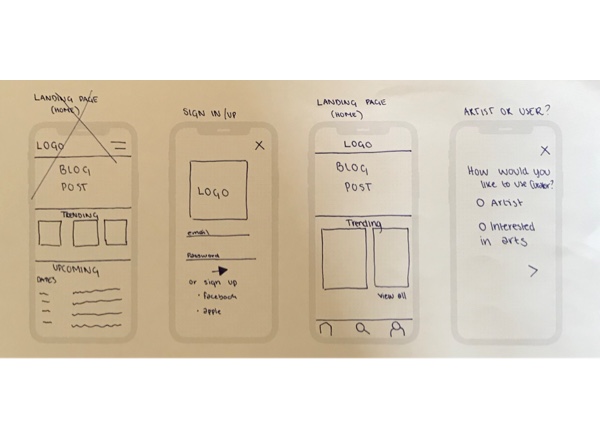 LANDING PAGE
(HOME)
LOGO
BLOG
POST
TRENDING
UPCOMING
DATES
SIGN IN/UP
X
LOGO
email
Password
or sign up
• facebook
• apple
LANDING PAGE
(HOME)
LOGO
BLOG
POST
Trending
view all
ARTIST OR USER?
X
How would you
like to use
Artist
Interested
in arts